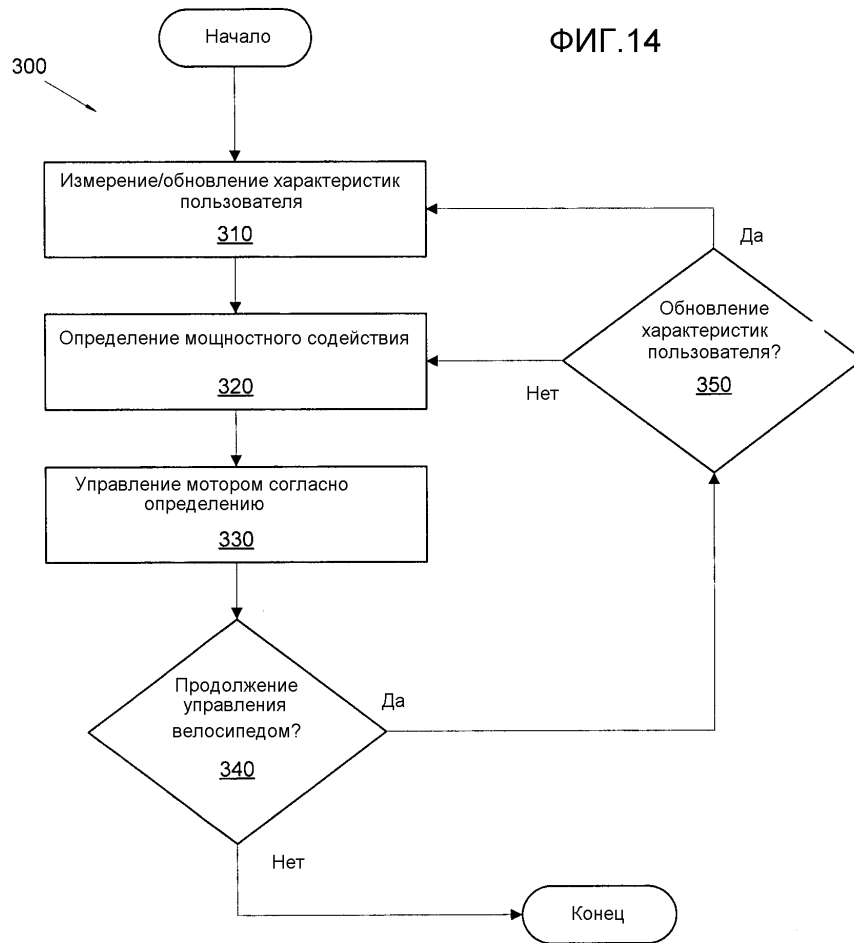 Начало
ФИГ.14
300
Измерение/обновление характеристик
пользователя
310
Да
Обновление
характеристик
пользователя?
350
Определение мощностного содействия
320
Нет
Управление мотором согласно
определению
330
Продолжение
управления
велосипедом?
340
Да
Нет
Конец